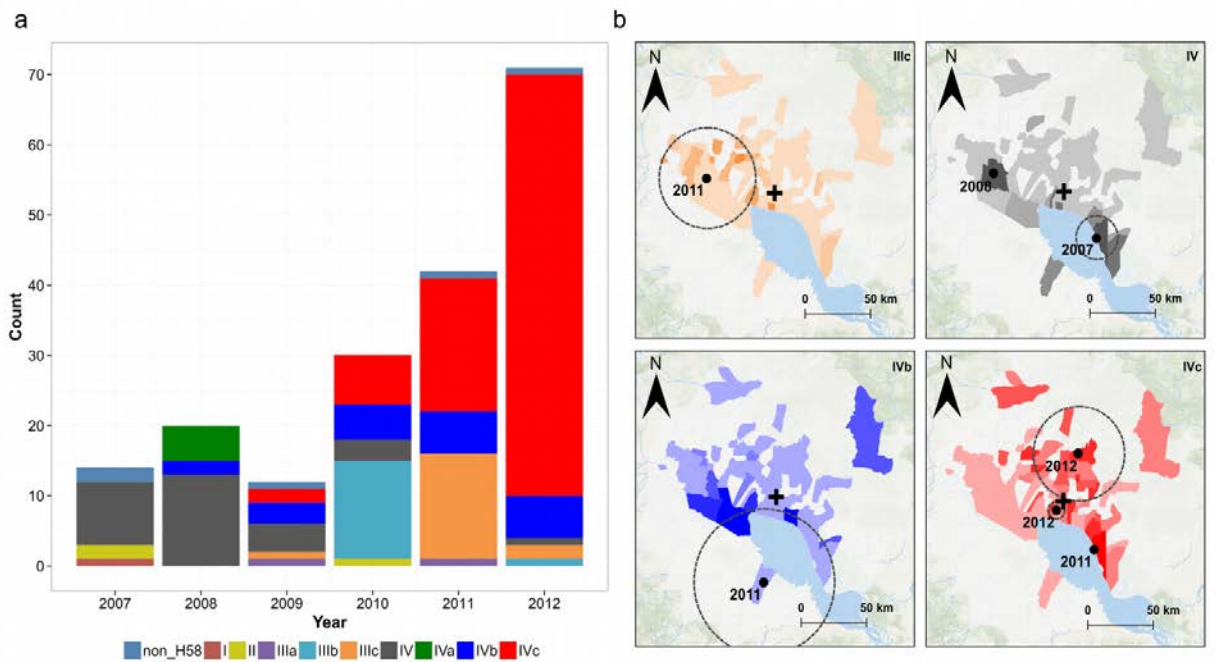 a
Count
70
60
50
40
30
20
10
0
2007 2008 2009 2010 2011 2012
Year
non_H58 I II IIIa IIIb IIIc IV IVa IVb IVc
b
N IIIc
2011
0 50 km
N IV
2008
2007
0 50 km
N IVb
2011
0 50 km
N IVc
2012
2012
2011
0 50 km